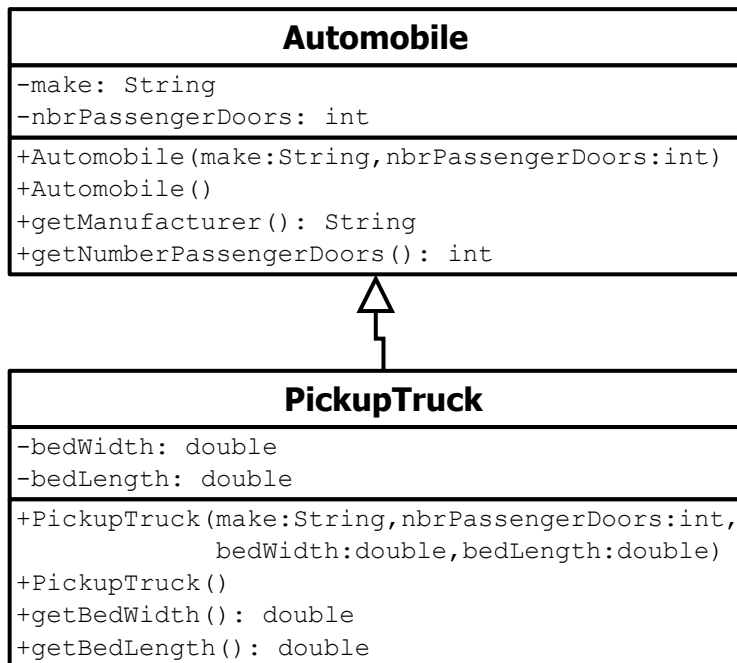 Automobile
-make: String
-nbrPassengerDoors: int
+Automobile(make:String,nbrPassengerDoors:int)
+Automobile()
+getManufacturer(): String
+getNumberPassengerDoors(): int
PickupTruck
-bedWidth: double
-bedLength: double
+PickupTruck(make:String,nbrPassengerDoors:int,
bedWidth:double,bedLength:double)
+PickupTruck()
+getBedWidth(): double
+getBedLength(): double